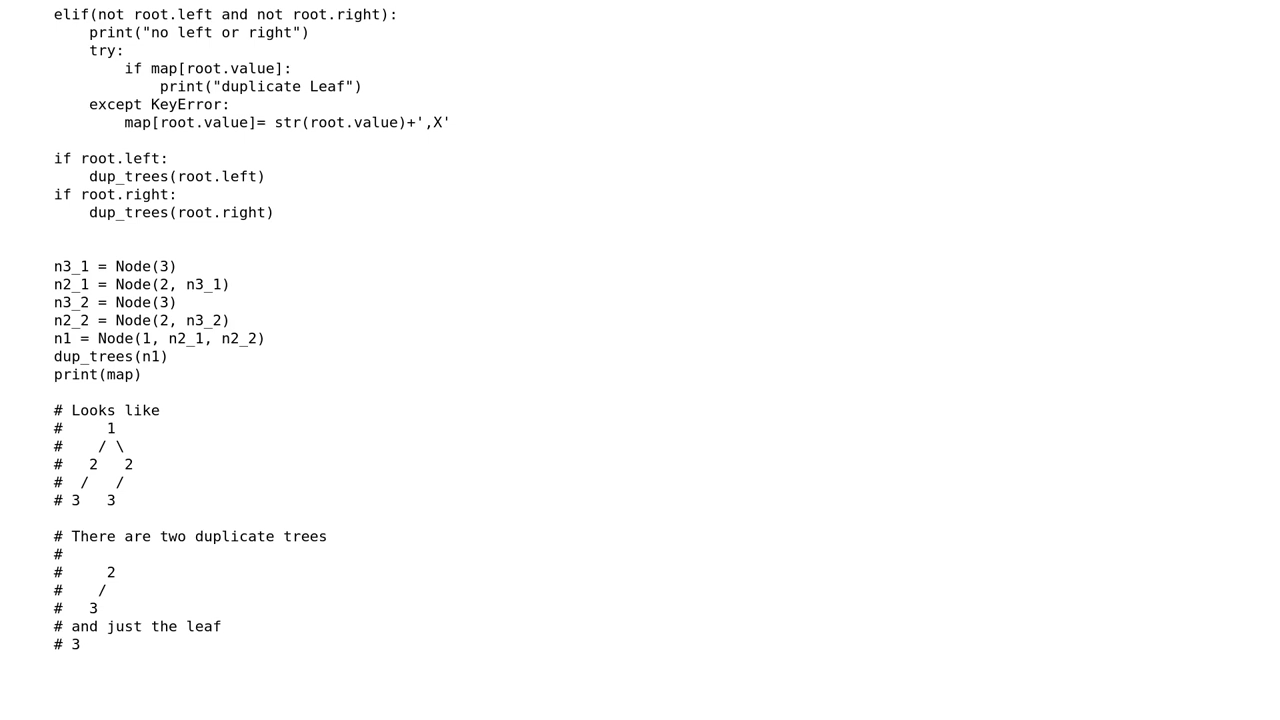 elif(not root.left and not root.right):
    print("no left or right")
    try:
        if map[root.value]:
            print("duplicate Leaf")
    except KeyError:
        map[root.value]= str(root.value)+',X'

if root.left:
    dup_trees(root.left)
if root.right:
    dup_trees(root.right)


n3_1 = Node(3)
n2_1 = Node(2, n3_1)
n3_2 = Node(3)
n2_2 = Node(2, n3_2)
n1 = Node(1, n2_1, n2_2)
dup_trees(n1)
print(map)

# Looks like
#     1
#    / \
#   2   2
#  /   /
# 3   3

# There are two duplicate trees
#
#     2
#    /
#   3
# and just the leaf
# 3